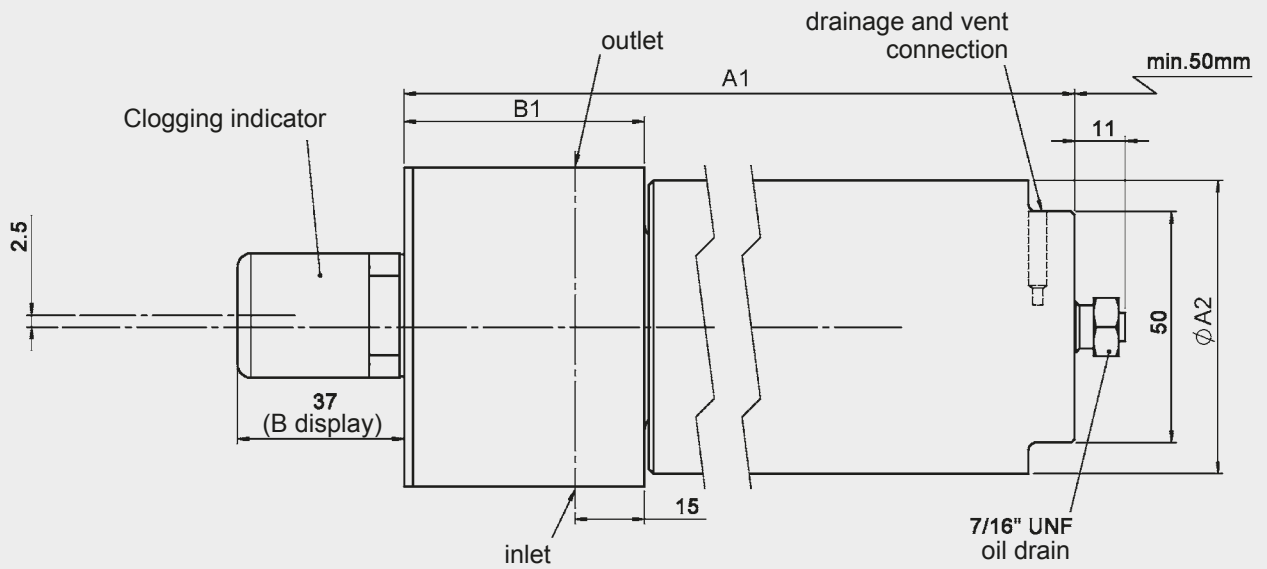 drainage and vent
connection
outlet
min.50mm
A1
B1
11
Clogging indicator
2.5
50
⌀A2
37
(B display)
15
7/16" UNF
oil drain
inlet